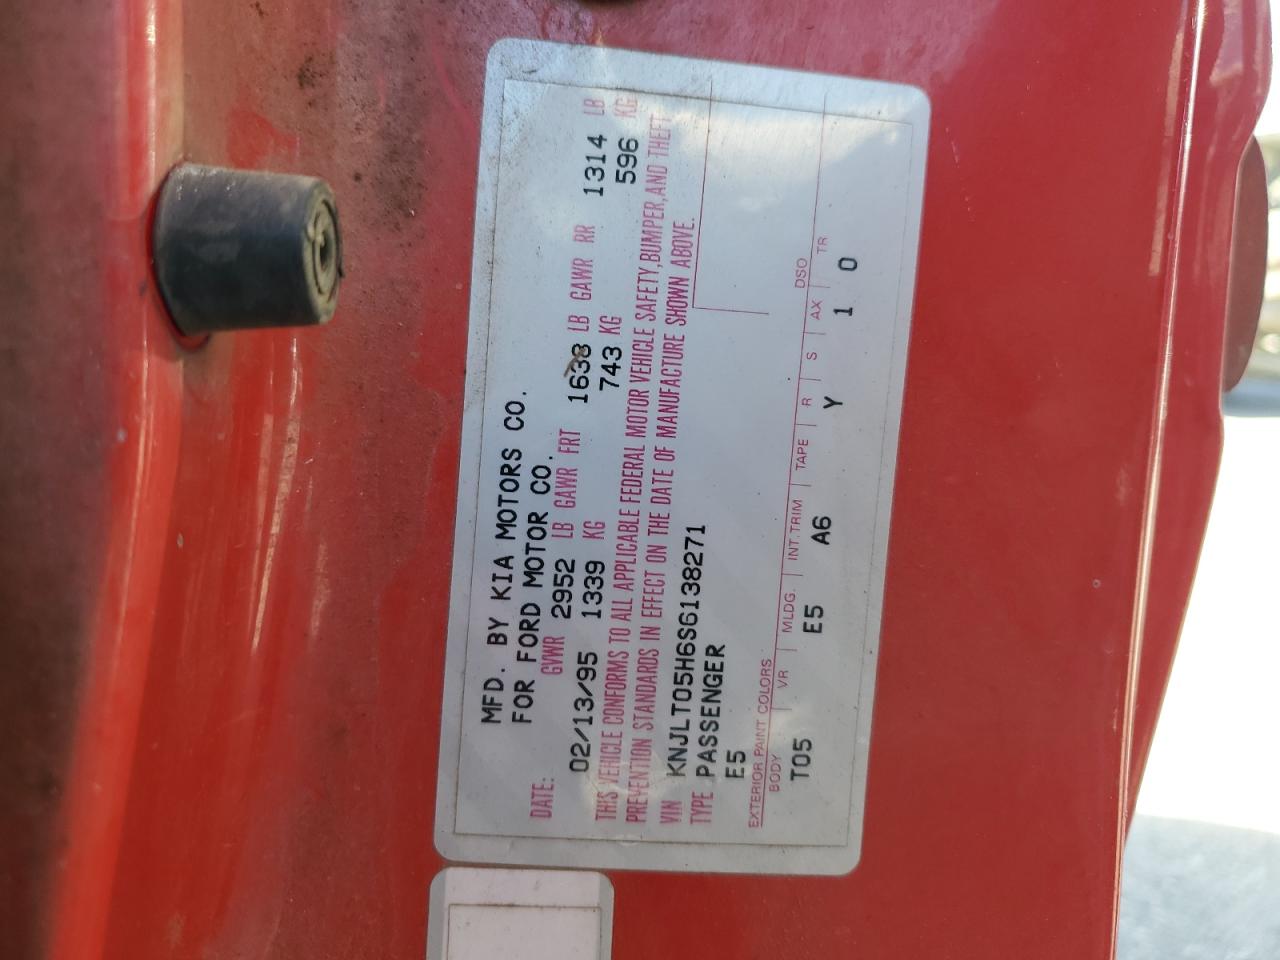 MFD. BY KIA MOTORS CO.
FOR FORD MOTOR CO.
DATE: GVWR 2952 LB GAWR FRT 1638 LB GAWR RR 1314 LB
02/13/95 1339 KG 743 KG 596 KG
THIS VEHICLE CONFORMS TO ALL APPLICABLE FEDERAL MOTOR VEHICLE SAFETY, BUMPER, AND THEFT
PREVENTION STANDARDS IN EFFECT ON THE DATE OF MANUFACTURE SHOWN ABOVE.
VIN KNJLT05H6S6138271
TYPE PASSENGER
E5
EXTERIOR PAINT COLORS DSO
BODY VR MLDG. INT. TRIM TAPE R S AX TR
T05 E5 A6 Y 1 0